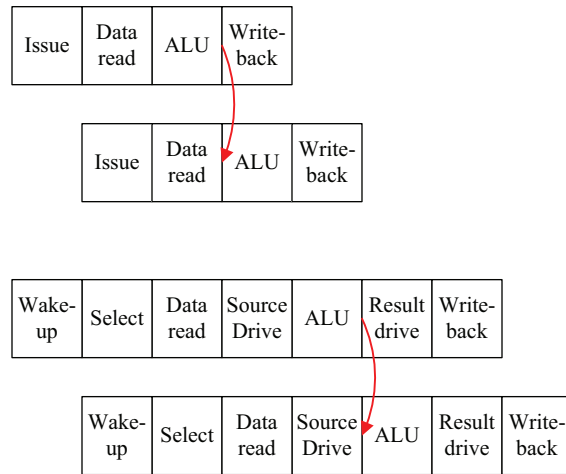 Issue
Data
read
ALU
Write-
back
Issue
Data
read
ALU
Write-
back
Wake-
up
Select
Data
read
Source
Drive
ALU
Result
drive
Write-
back
Wake-
up
Select
Data
read
Source
Drive
ALU
Result
drive
Write-
back